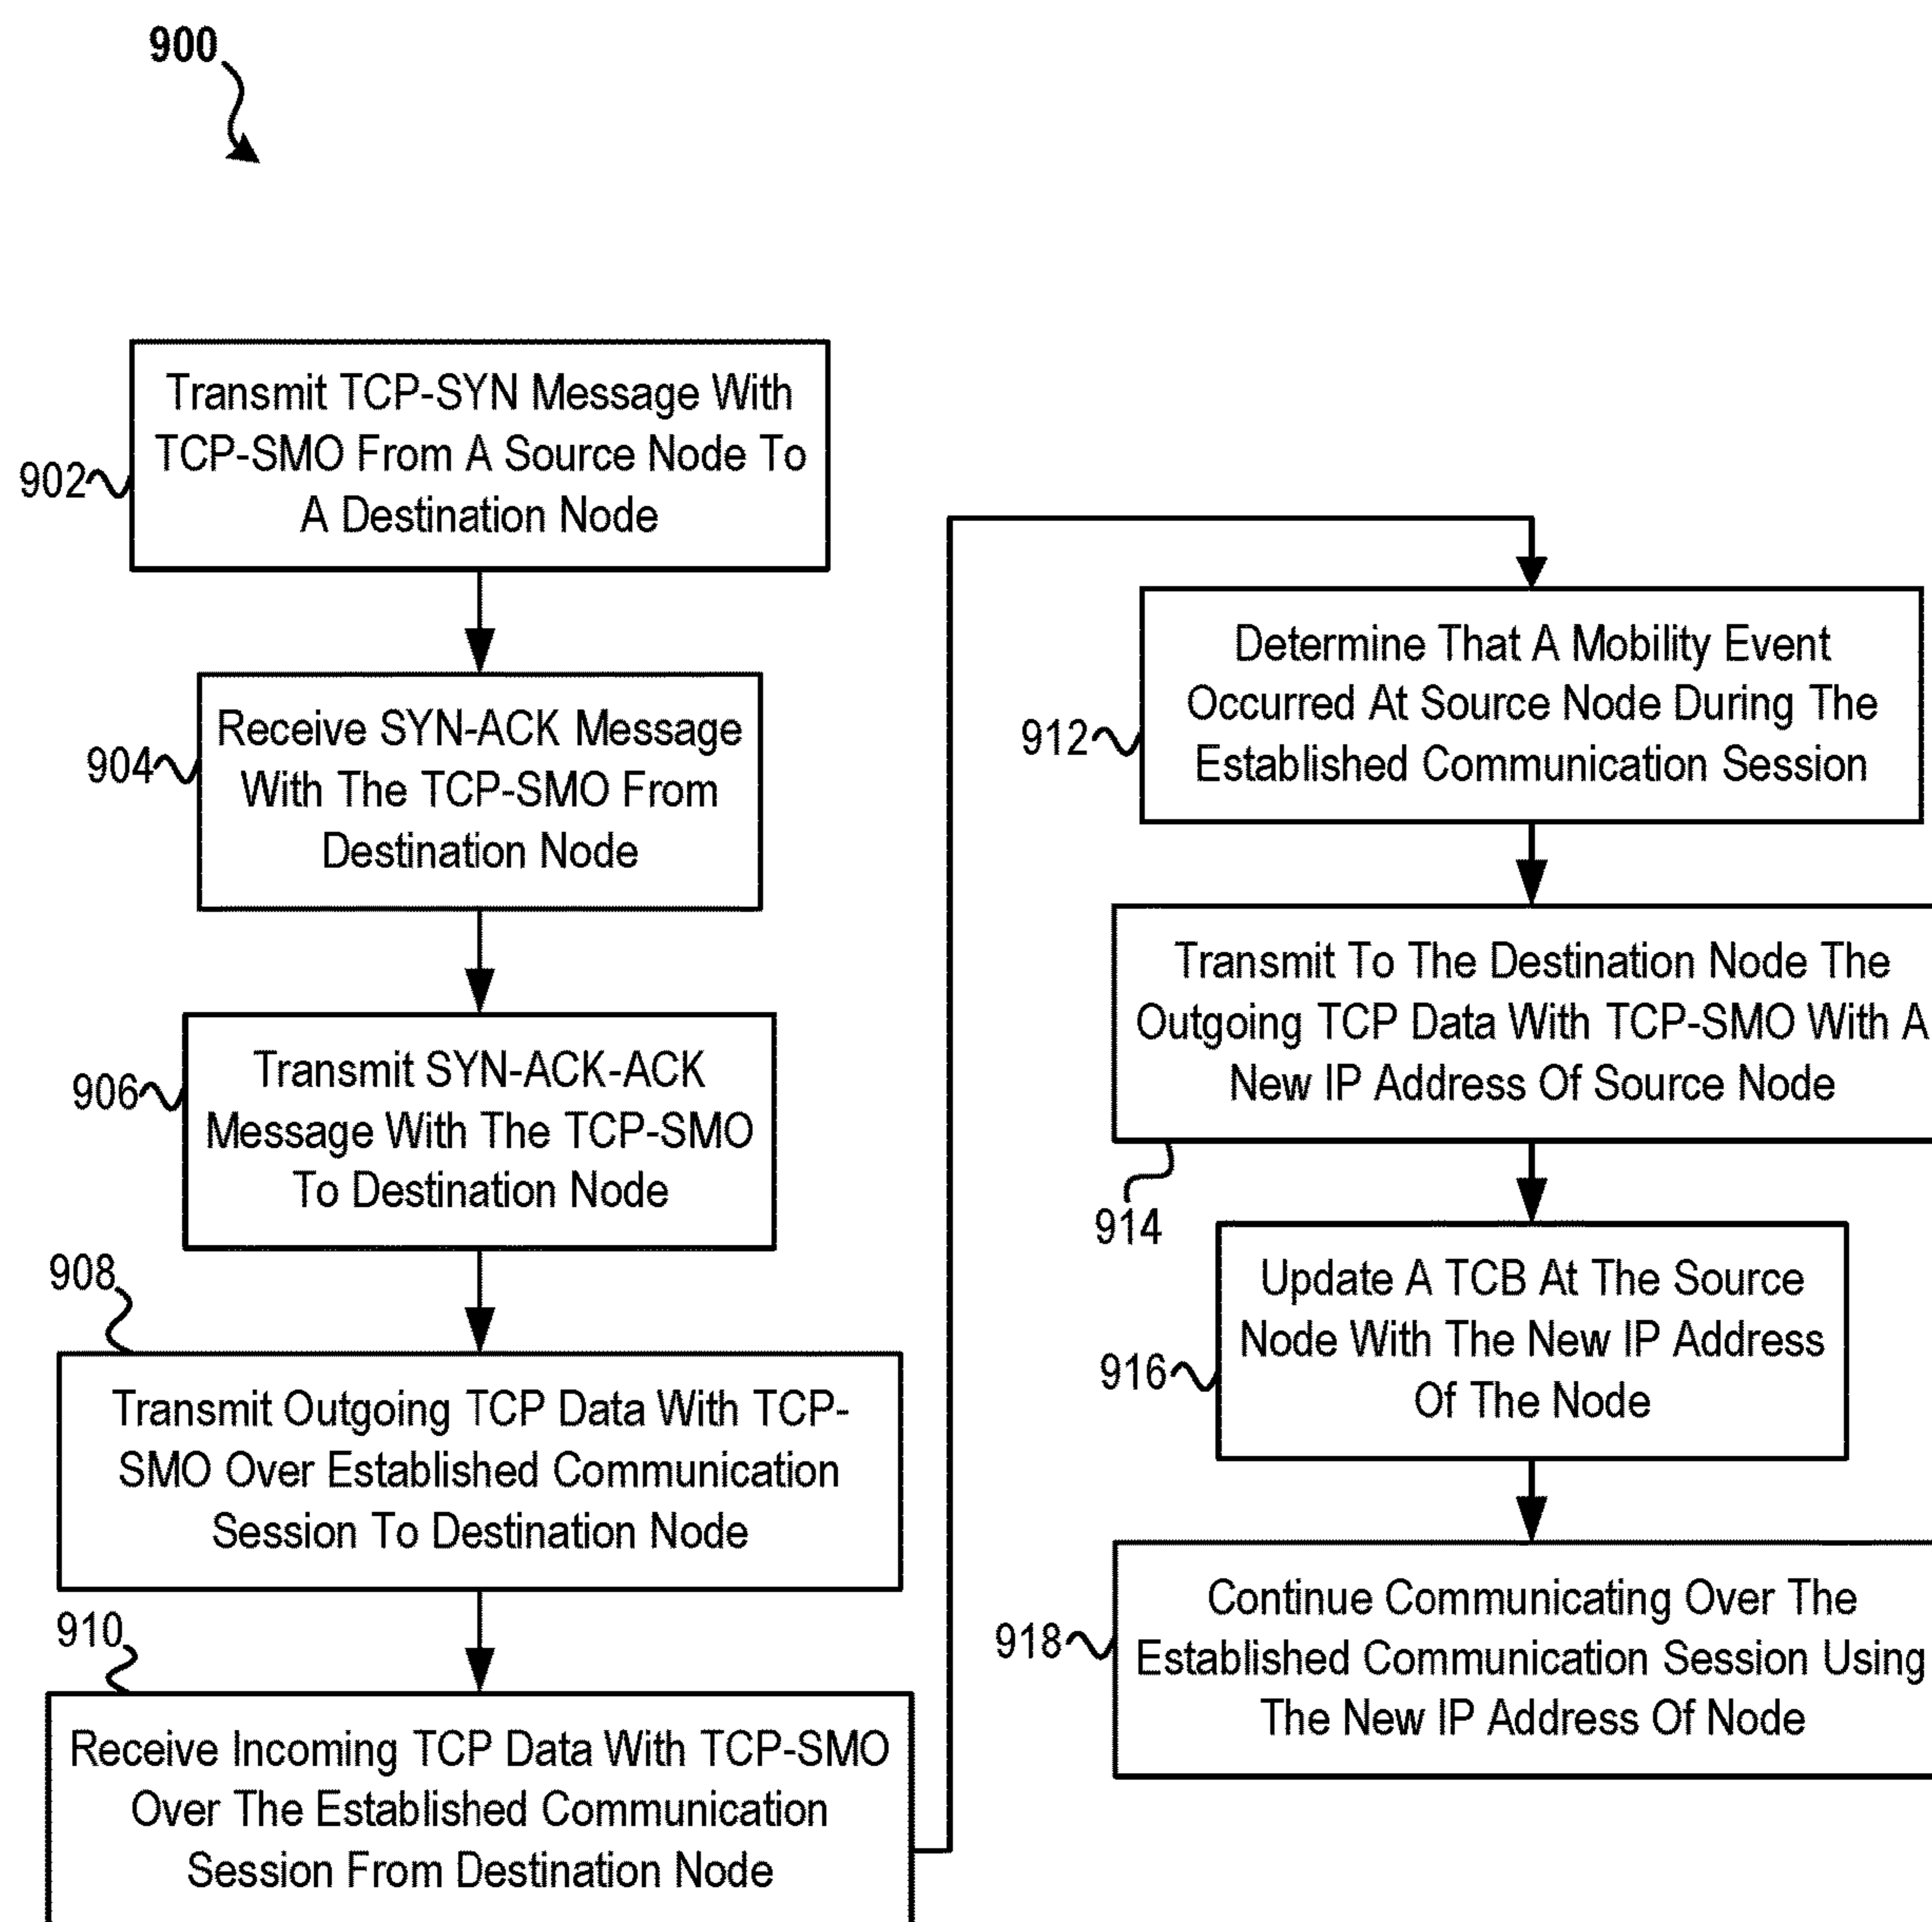 900
902
Transmit TCP-SYN Message With
TCP-SMO From A Source Node To
A Destination Node
904
Receive SYN-ACK Message
With The TCP-SMO From
Destination Node
906
Transmit SYN-ACK-ACK
Message With The TCP-SMO
To Destination Node
908
Transmit Outgoing TCP Data With TCP-
SMO Over Established Communication
Session To Destination Node
910
Receive Incoming TCP Data With TCP-SMO
Over The Established Communication
Session From Destination Node
912
Determine That A Mobility Event
Occurred At Source Node During The
Established Communication Session
914
Transmit To The Destination Node The
Outgoing TCP Data With TCP-SMO With A
New IP Address Of Source Node
916
Update A TCB At The Source
Node With The New IP Address
Of The Node
918
Continue Communicating Over The
Established Communication Session Using
The New IP Address Of Node